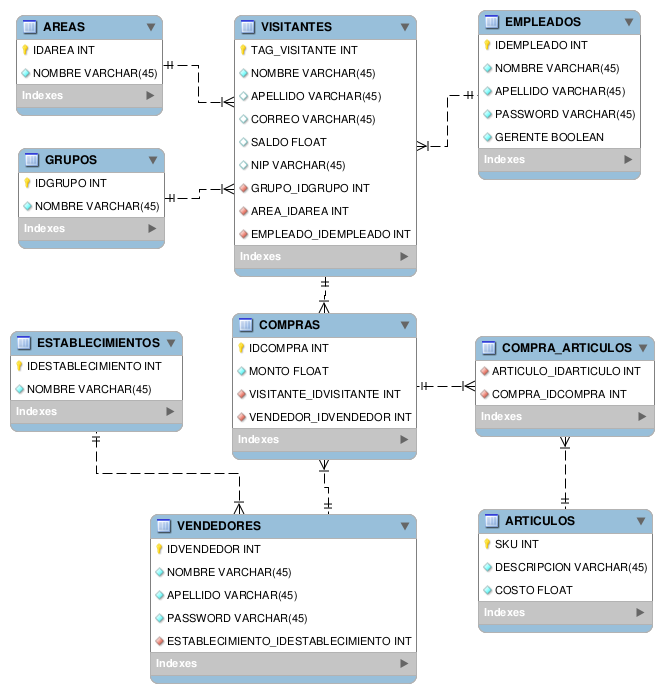 AREAS
IDAREA INT
NOMBRE VARCHAR(45)
Indexes
GRUPOS
IDGRUPO INT
NOMBRE VARCHAR(45)
Indexes
VISITANTES
TAG_VISITANTE INT
NOMBRE VARCHAR(45)
APELLIDO VARCHAR(45)
CORREO VARCHAR(45)
SALDO FLOAT
NIP VARCHAR(45)
GRUPO_IDGRUPO INT
AREA_IDAREA INT
EMPLEADO_IDEMPLEADO INT
Indexes
EMPLEADOS
IDEMPLEADO INT
NOMBRE VARCHAR(45)
APELLIDO VARCHAR(45)
PASSWORD VARCHAR(45)
GERENTE BOOLEAN
Indexes
ESTABLECIMIENTOS
IDESTABLECIMIENTO INT
NOMBRE VARCHAR(45)
Indexes
COMPRAS
IDCOMPRA INT
MONTO FLOAT
VISITANTE_IDVISITANTE INT
VENDEDOR_IDVENDEDOR INT
Indexes
COMPRA_ARTICULOS
ARTICULO_IDARTICULO INT
COMPRA_IDCOMPRA INT
Indexes
VENDEDORES
IDVENDEDOR INT
NOMBRE VARCHAR(45)
APELLIDO VARCHAR(45)
PASSWORD VARCHAR(45)
ESTABLECIMIENTO_IDESTABLECIMIENTO INT
Indexes
ARTICULOS
SKU INT
DESCRIPCION VARCHAR(45)
COSTO FLOAT
Indexes